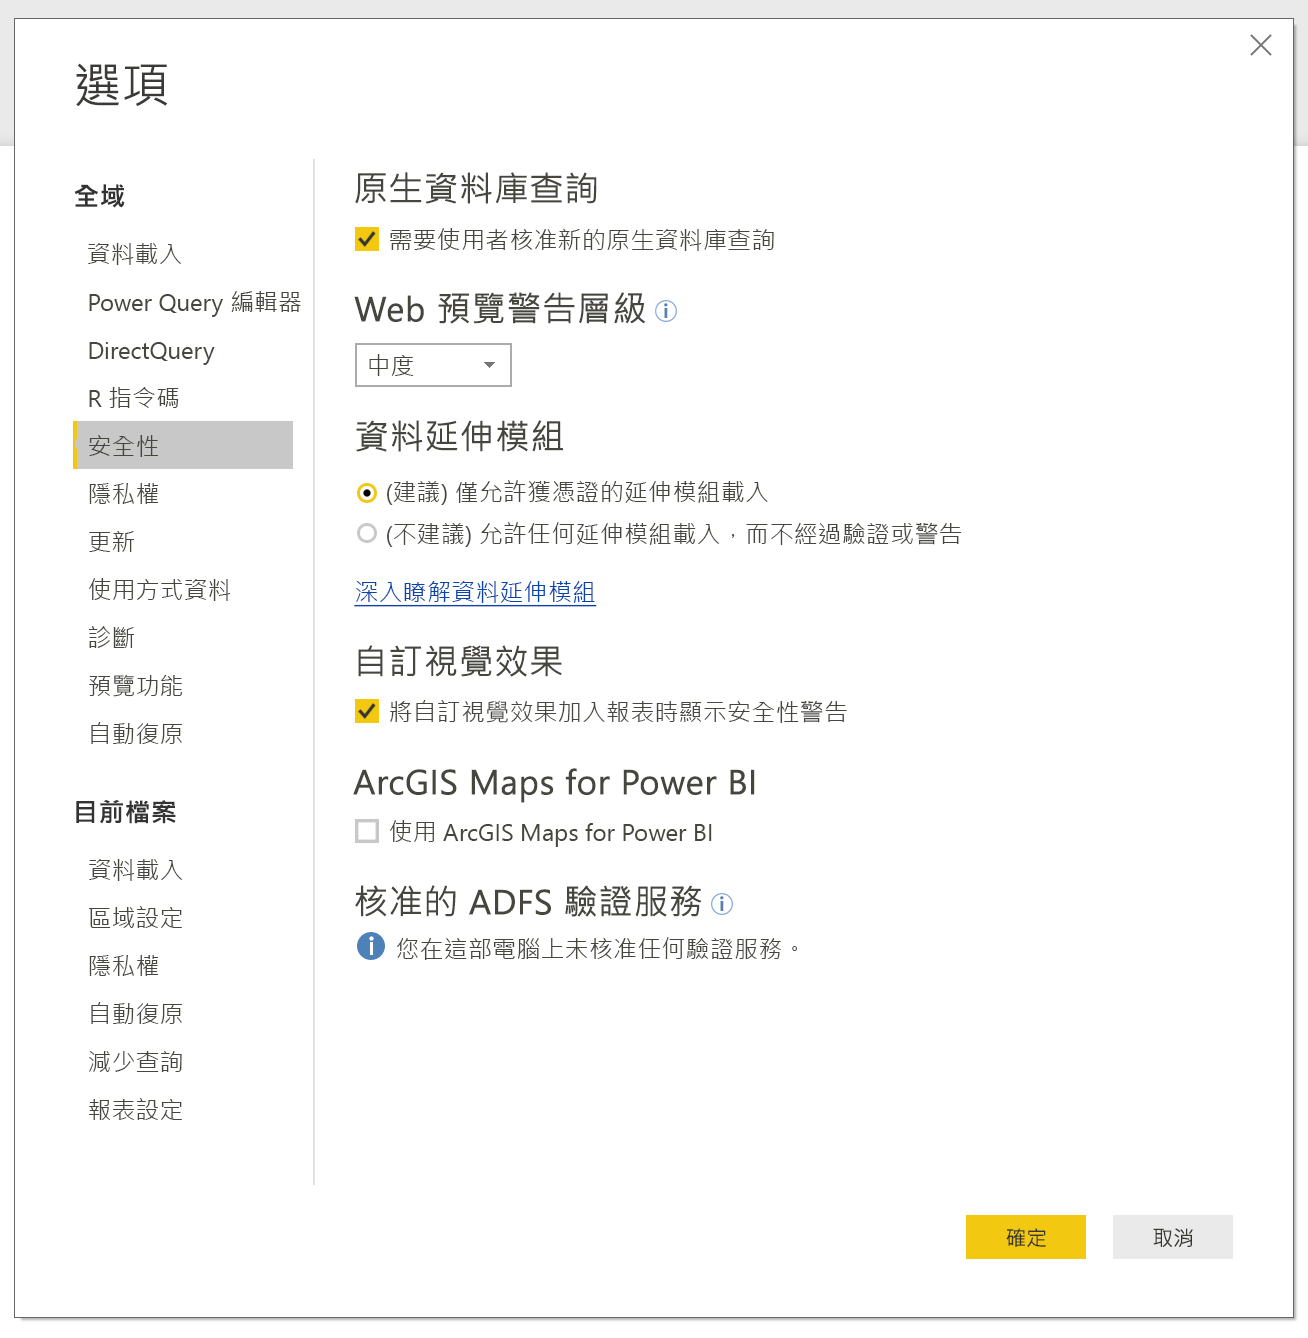 選項
全域
資料載入
Power Query 編輯器
DirectQuery
R 指令碼
安全性
隱私權
更新
使用方式資料
診斷
預覽功能
自動復原
目前檔案
資料載入
區域設定
隱私權
自動復原
減少查詢
報表設定
原生資料庫查詢
需要使用者核准新的原生資料庫查詢
Web 預覽警告層級
中度
資料延伸模組
(建議) 僅允許獲憑證的延伸模組載入
(不建議) 允許任何延伸模組載入，而不經過驗證或警告
深入瞭解資料延伸模組
自訂視覺效果
將自訂視覺效果加入報表時顯示安全性警告
ArcGIS Maps for Power BI
使用 ArcGIS Maps for Power BI
核准的 ADFS 驗證服務
您在這部電腦上未核准任何驗證服務。
確定
取消